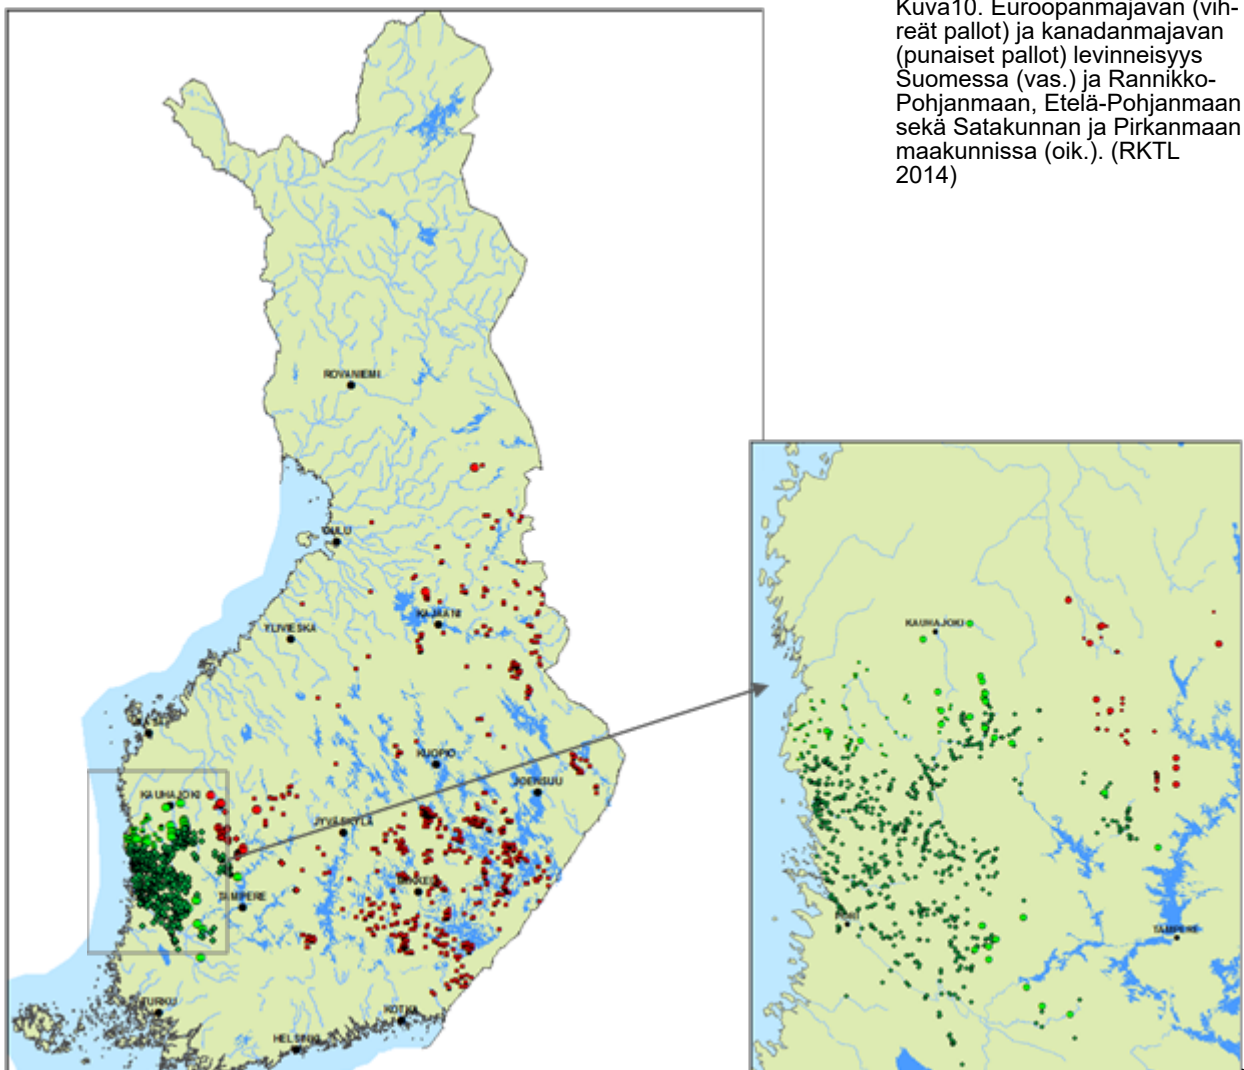 Kuva10. Euroopanmajavan (vih-
reät pallot) ja kanadanmajavan
(punaiset pallot) levinneisyys
Suomessa (vas.) ja Rannikko-
Pohjanmaan, Etelä-Pohjanmaan
sekä Satakunnan ja Pirkanmaan
maakunnissa (oik.). (RKTL
2014)
ROVANIEMI
OULU
KAJAANI
YLIVIESKA
KUOPIO
JOENSUU
KAUHAJOKI
JYVÄSKYLÄ
TURKU
KOTKA
HELSINKI
KAUHAJOKI
PORI
TAMPERE